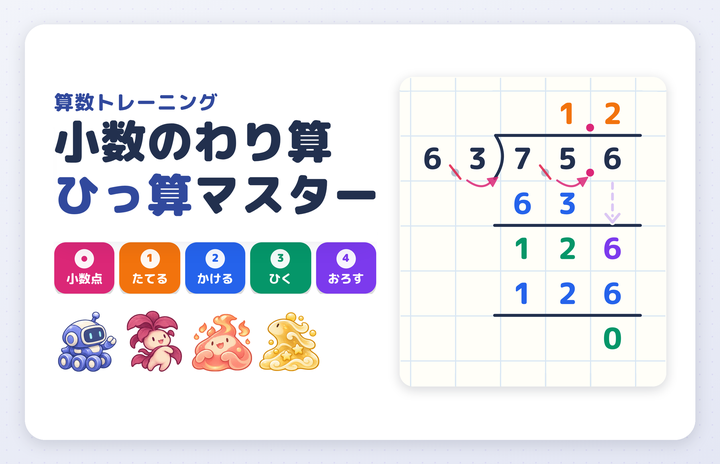 算数トレーニング
小数のわり算
ひっ算マスター
小数点
1 たてる
2 かける
3 ひく
4 おろす
1.2
6.3)7.5.6
63
126
126
0